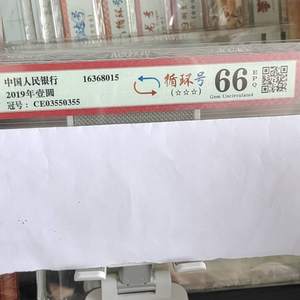 中国人民银行 16368015
2019年壹圆
冠号: CE03550355
循环号
(☆☆☆)
66 EPQ
Gem Uncirculated